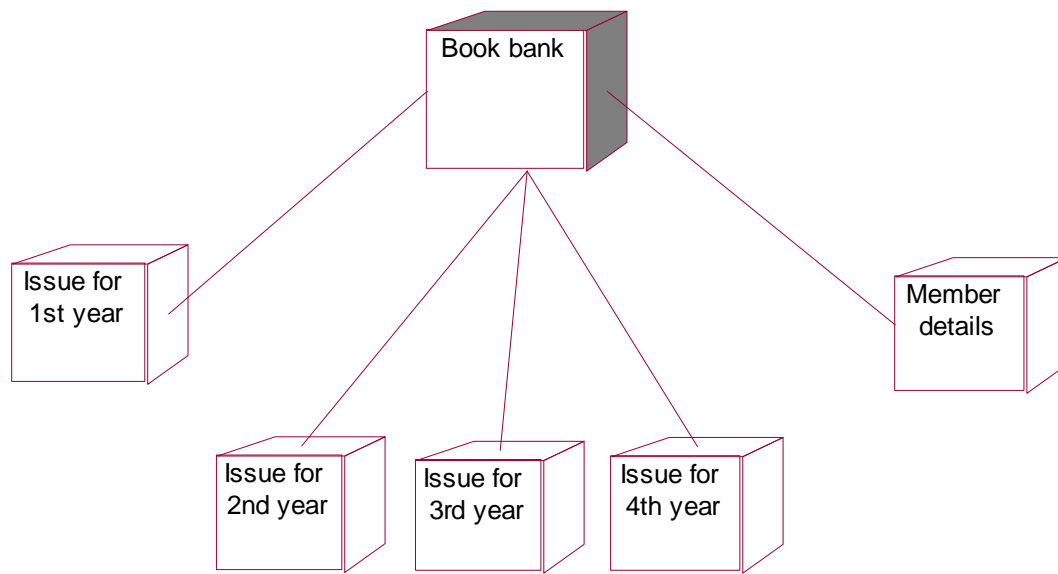 Book bank
Issue for
1st year
Member
details
Issue for
2nd year
Issue for
3rd year
Issue for
4th year